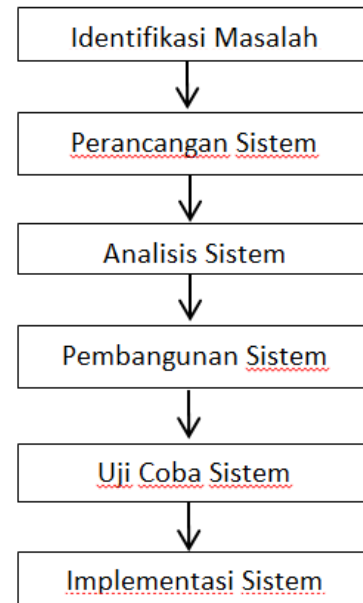 Identifikasi Masalah
Perancangan Sistem
Analisis Sistem
Pembangunan Sistem
Uji Coba Sistem
Implementasi Sistem